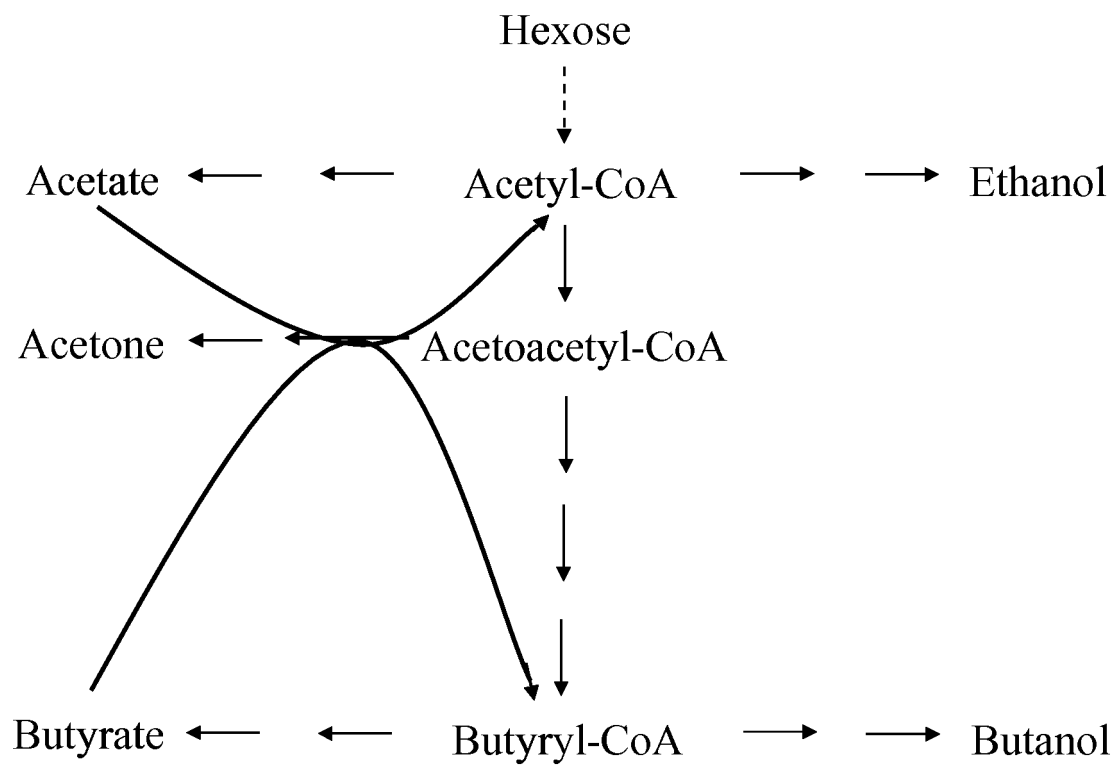 Hexose
Acetate
Acetyl-CoA
Ethanol
Acetone
Acetoacetyl-CoA
Butyrate
Butyryl-CoA
Butanol